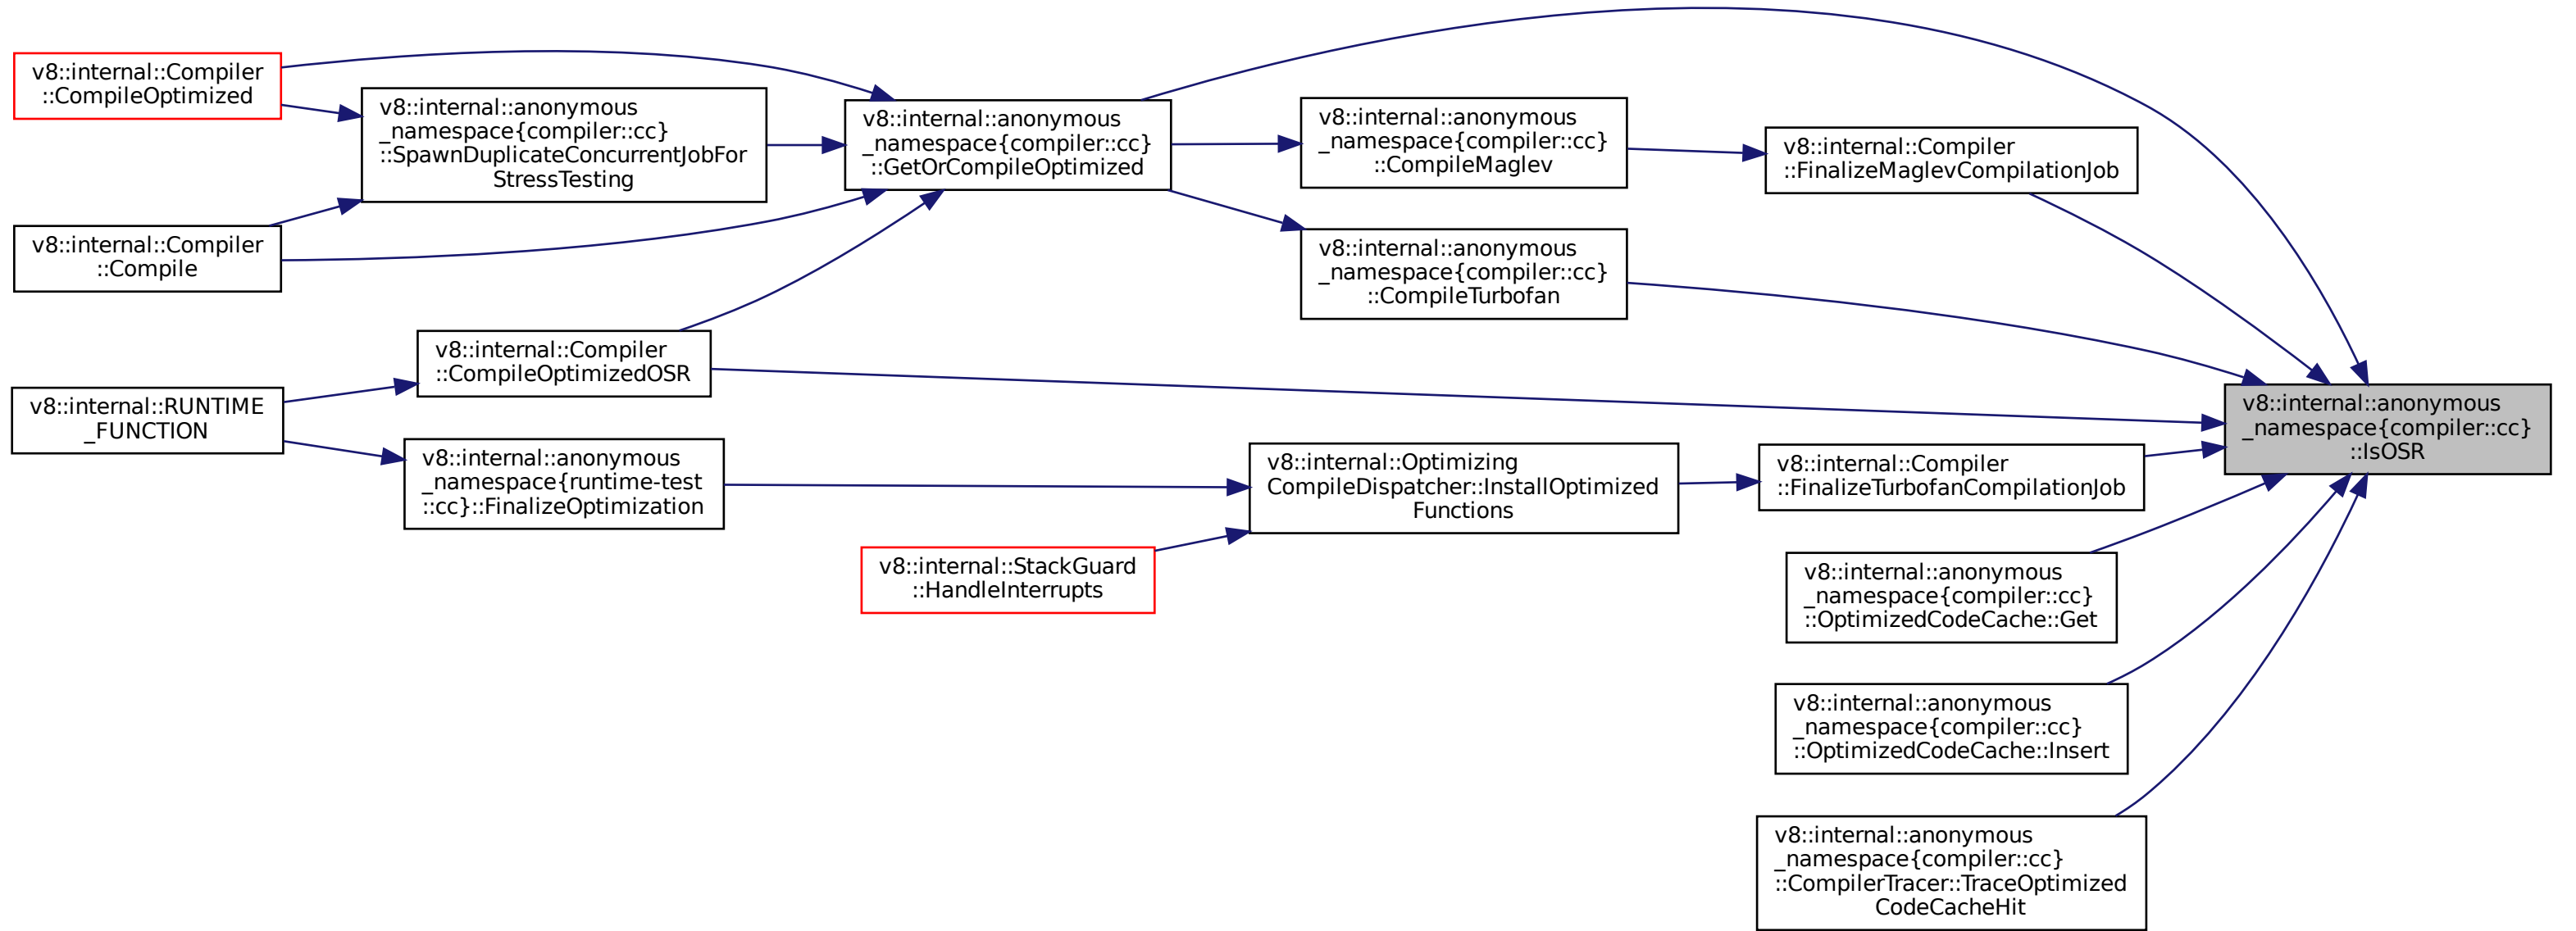 v8::internal::Compiler
::CompileOptimized
v8::internal::anonymous
_namespace{compiler::cc}
::SpawnDuplicateConcurrentJobFor
StressTesting
v8::internal::Compiler
::Compile
v8::internal::anonymous
_namespace{compiler::cc}
::GetOrCompileOptimized
v8::internal::anonymous
_namespace{compiler::cc}
::CompileMaglev
v8::internal::Compiler
::FinalizeMaglevCompilationJob
v8::internal::anonymous
_namespace{compiler::cc}
::CompileTurbofan
v8::internal::Compiler
::CompileOptimizedOSR
v8::internal::RUNTIME
_FUNCTION
v8::internal::anonymous
_namespace{runtime-test
::cc}::FinalizeOptimization
v8::internal::Optimizing
CompileDispatcher::InstallOptimized
Functions
v8::internal::StackGuard
::HandleInterrupts
v8::internal::Compiler
::FinalizeTurbofanCompilationJob
v8::internal::anonymous
_namespace{compiler::cc}
::IsOSR
v8::internal::anonymous
_namespace{compiler::cc}
::OptimizedCodeCache::Get
v8::internal::anonymous
_namespace{compiler::cc}
::OptimizedCodeCache::Insert
v8::internal::anonymous
_namespace{compiler::cc}
::CompilerTracer::TraceOptimized
CodeCacheHit